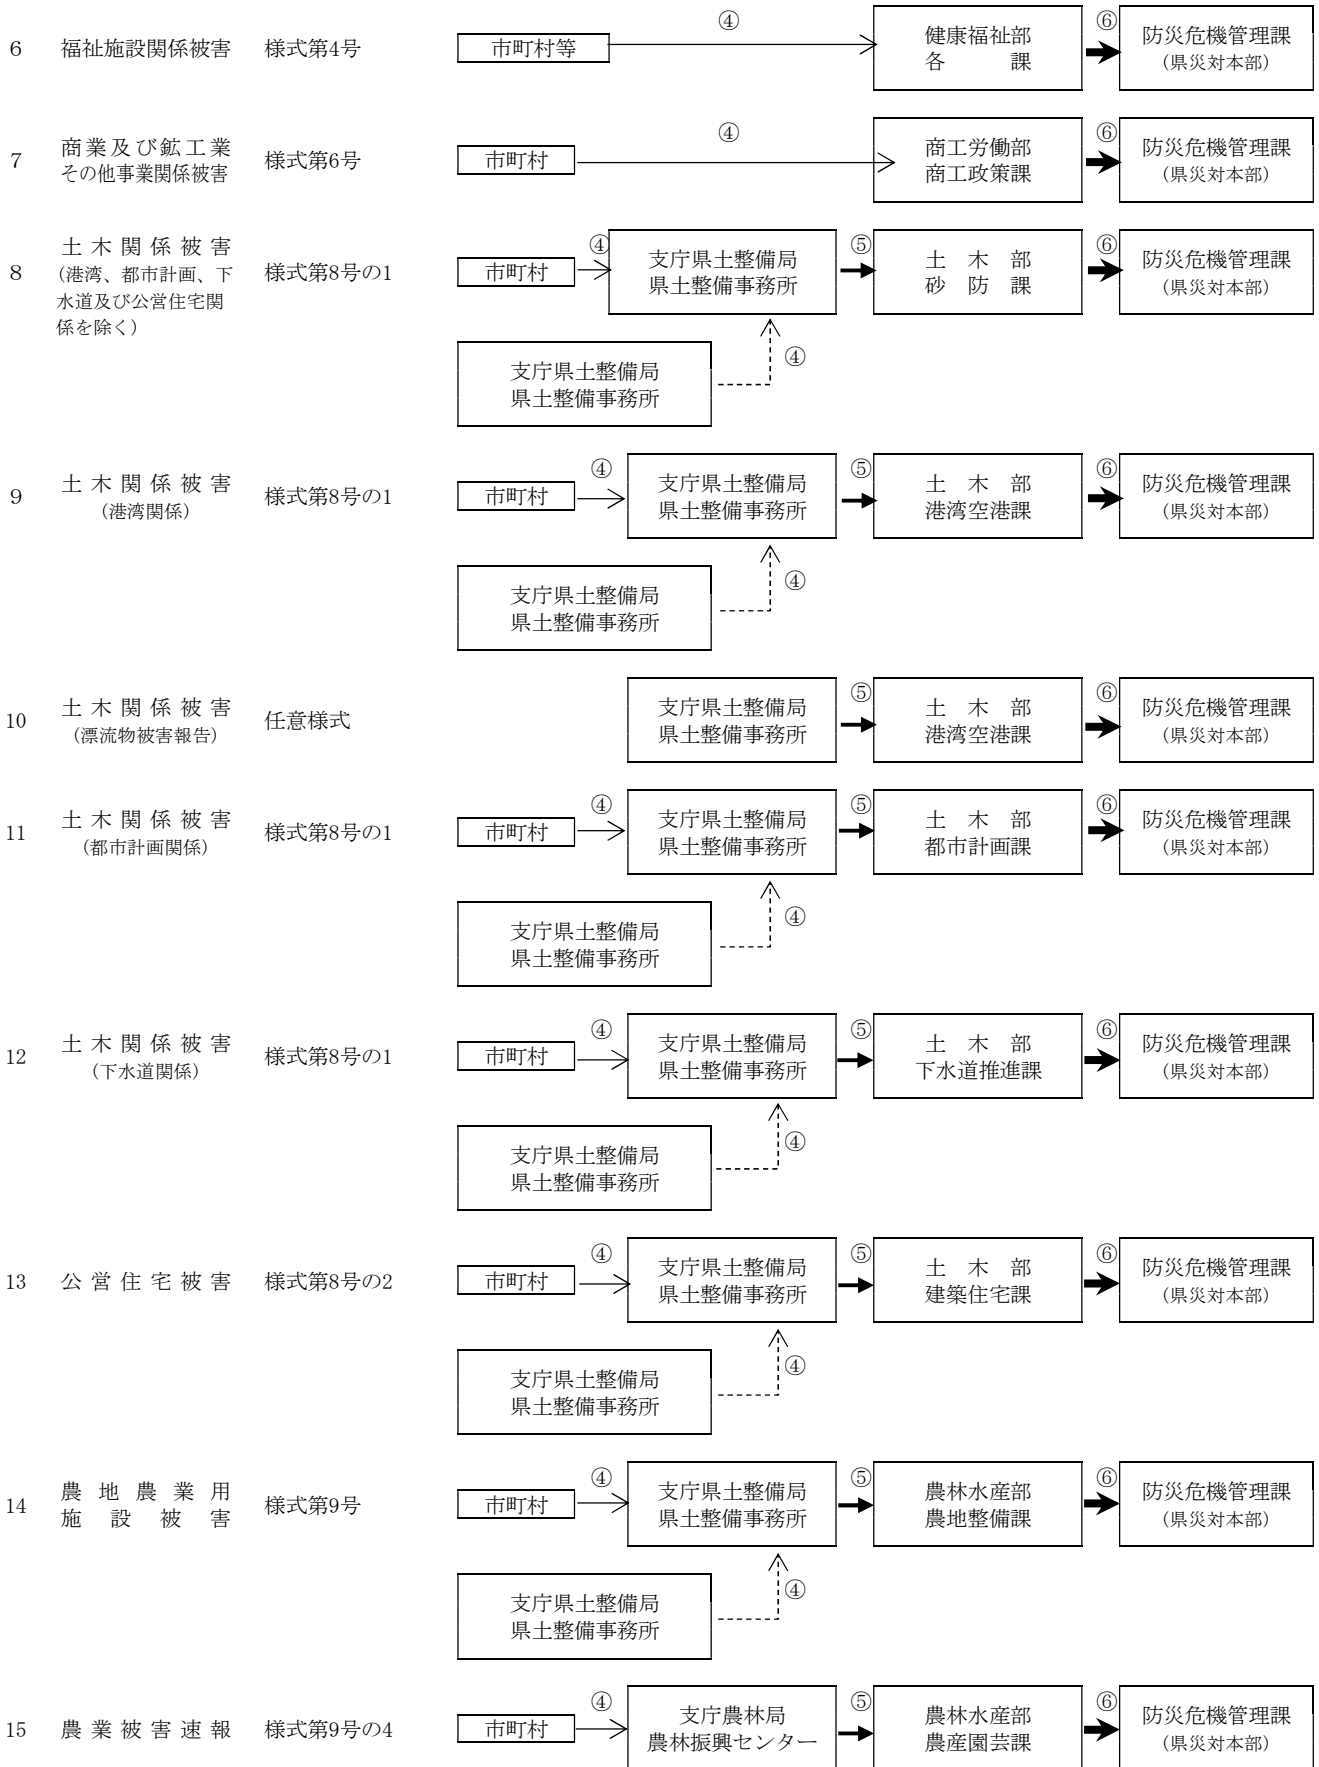 ④ ⑥
6 福祉施設関係被害 様式第4号 市町村等 健康福祉部 防災危機管理課
各 課 (県災対本部)
④ ⑥
7 商業及び鉱工業 様式第6号 市町村 商工労働部 防災危機管理課
その他事業関係被害 商工政策課 (県災対本部)
④ ⑤ ⑥
土木関係被害 支庁県土整備局 土木部 防災危機管理課
8 (港湾、都市計画、下 様式第8号の1 市町村 県土整備事務所 砂防課 (県災対本部)
水道及び公営住宅関
係を除く)
④
支庁県土整備局
県土整備事務所
④ ⑤ ⑥
9 土木関係被害 様式第8号の1 市町村 支庁県土整備局 土木部 防災危機管理課
(港湾関係) 県土整備事務所 港湾空港課 (県災対本部)
④
支庁県土整備局
県土整備事務所
⑤ ⑥
10 土木関係被害 任意様式 支庁県土整備局 土木部 防災危機管理課
(漂流物被害報告) 県土整備事務所 港湾空港課 (県災対本部)
④ ⑤ ⑥
11 土木関係被害 様式第8号の1 市町村 支庁県土整備局 土木部 防災危機管理課
(都市計画関係) 県土整備事務所 都市計画課 (県災対本部)
④
支庁県土整備局
県土整備事務所
④ ⑤ ⑥
12 土木関係被害 様式第8号の1 市町村 支庁県土整備局 土木部 防災危機管理課
(下水道関係) 県土整備事務所 下水道推進課 (県災対本部)
④
支庁県土整備局
県土整備事務所
④ ⑤ ⑥
13 公営住宅被害 様式第8号の2 市町村 支庁県土整備局 土木部 防災危機管理課
県土整備事務所 建築住宅課 (県災対本部)
④
支庁県土整備局
県土整備事務所
④ ⑤ ⑥
14 農地農業用 様式第9号 市町村 支庁県土整備局 農林水産部 防災危機管理課
施設被害 県土整備事務所 農地整備課 (県災対本部)
④
支庁県土整備局
県土整備事務所
④ ⑤ ⑥
15 農業被害速報 様式第9号の4 市町村 支庁農林局 農林水産部 防災危機管理課
農林振興センター 農産園芸課 (県災対本部)